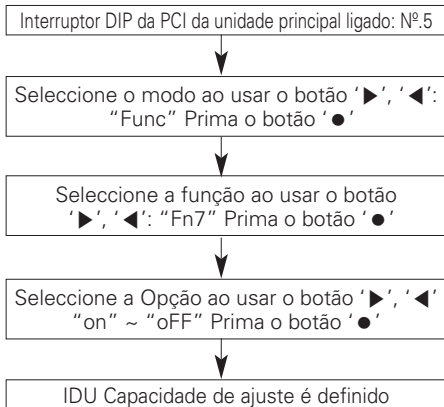 Interruptor DIP da PCI da unidade principal ligado: Nº.5
Seleccione o modo ao usar o botão ‘▶’, ‘◀’:
“Func” Prima o botão ‘●’
Seleccione a função ao usar o botão
‘▶’, ‘◀’: “Fn7” Prima o botão ‘●’
Seleccione a Opção ao usar o botão ‘▶’, ‘◀’
“on” ~ “oFF” Prima o botão ‘●’
IDU Capacidade de ajuste é definido